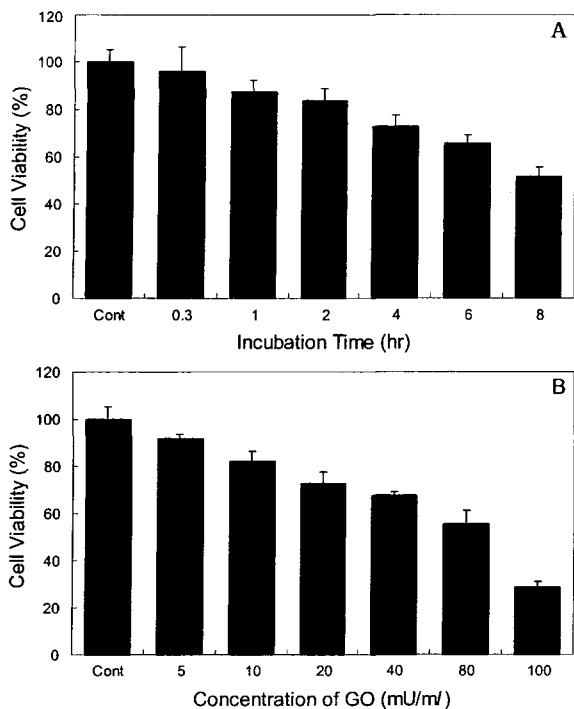 A
Cell Viability (%)
120
100
80
60
40
20
0
Cont 0.3 1 2 4 6 8
Incubation Time (hr)
B
Cell Viability (%)
120
100
80
60
40
20
0
Cont 5 10 20 40 80 100
Concentration of GO (mU/ml)